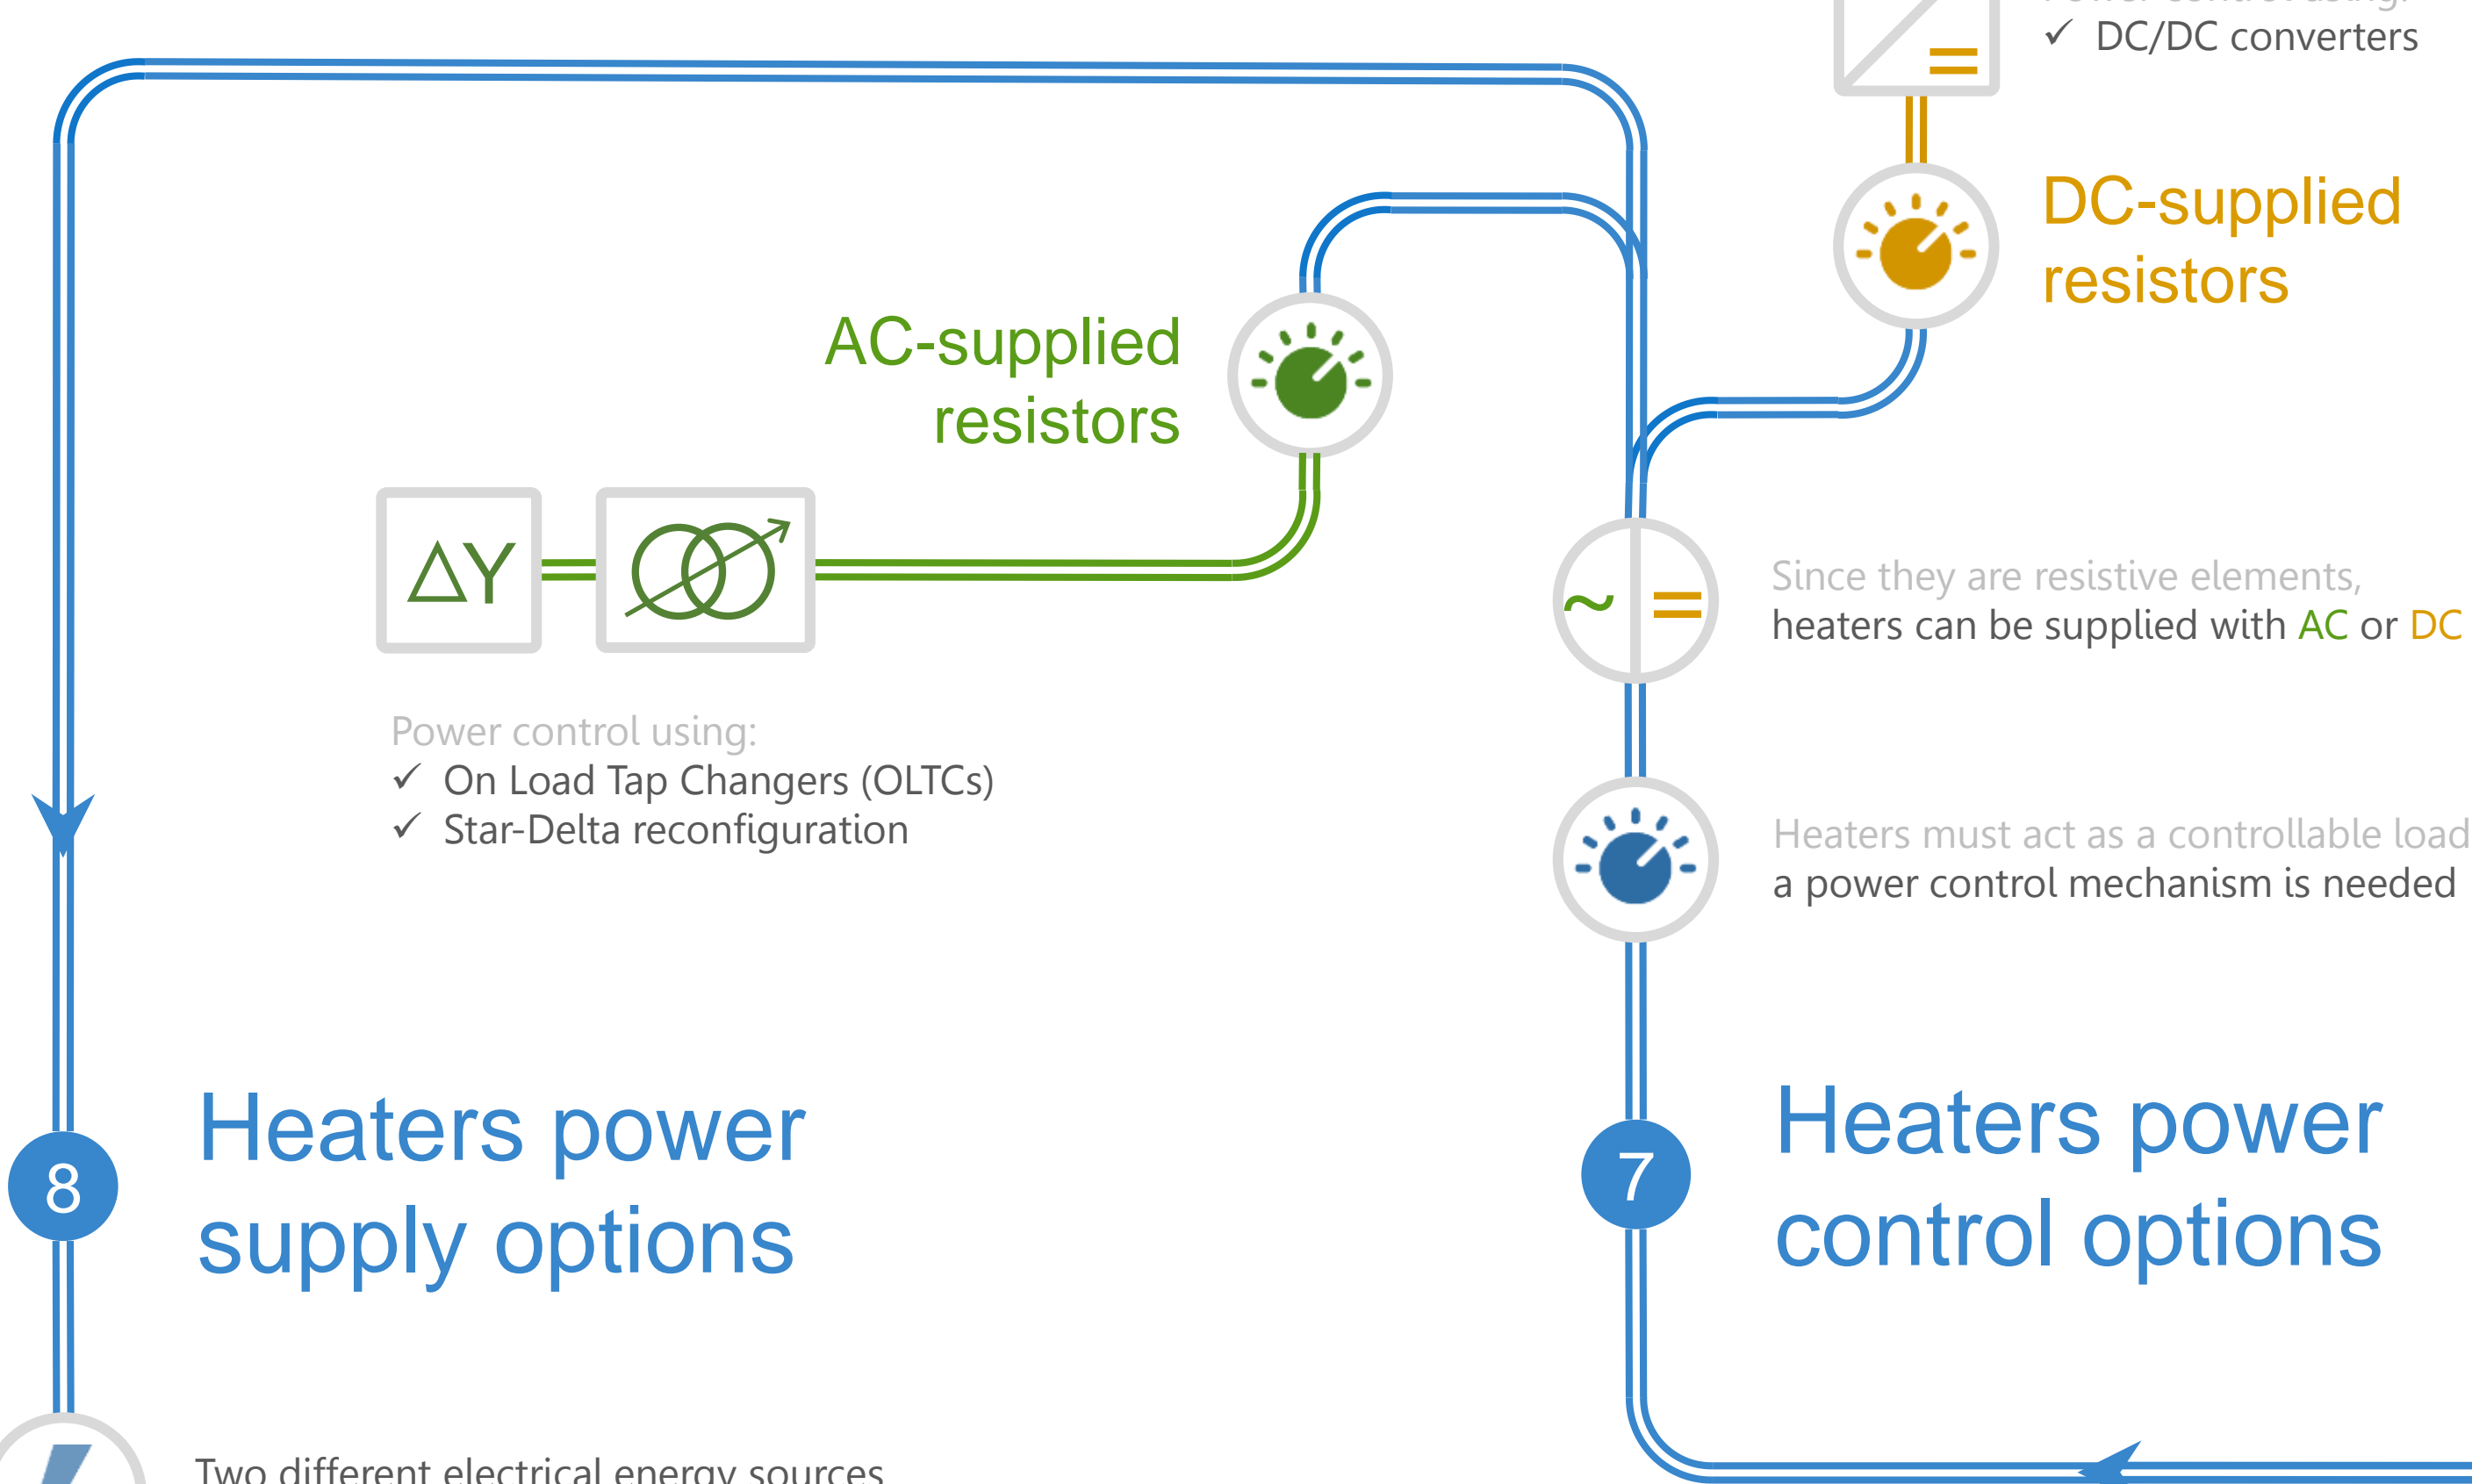 Power control using:
✓ DC/DC converters
DC-supplied
resistors
AC-supplied
resistors
ΔY
~ =
Since they are resistive elements,
heaters can be supplied with AC or DC
Power control using:
✓ On Load Tap Changers (OLTCs)
✓ Star-Delta reconfiguration
Heaters must act as a controllable load
a power control mechanism is needed
8
Heaters power
supply options
7
Heaters power
control options
Two different electrical energy sources